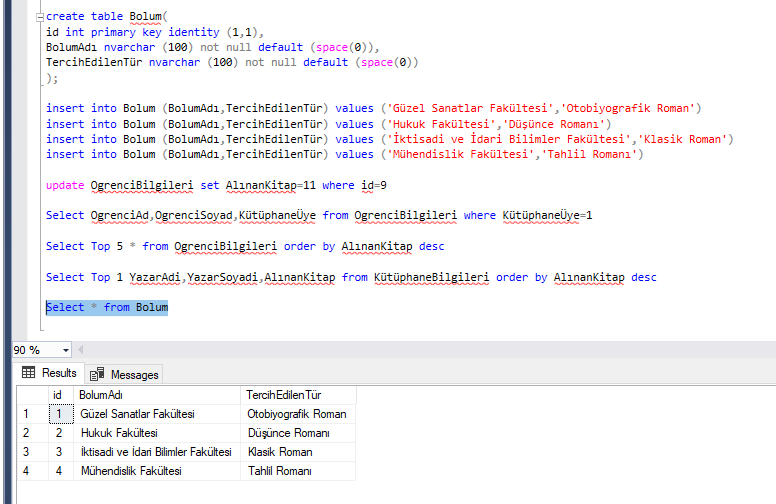 create table Bolum(
id int primary key identity (1,1),
BolumAdı nvarchar (100) not null default (space(0)),
TercihEdilenTür nvarchar (100) not null default (space(0))
);
insert into Bolum (BolumAdı,TercihEdilenTür) values ('Güzel Sanatlar Fakültesi','Otobiyografik Roman')
insert into Bolum (BolumAdı,TercihEdilenTür) values ('Hukuk Fakültesi','Düşünce Romanı')
insert into Bolum (BolumAdı,TercihEdilenTür) values ('İktisadi ve İdari Bilimler Fakültesi','Klasik Roman')
insert into Bolum (BolumAdı,TercihEdilenTür) values ('Mühendislik Fakültesi','Tahlil Romanı')
update OgrenciBilgileri set AlınanKitap=11 where id=9
Select OgrenciAd,OgrenciSoyad,KütüphaneÜye from OgrenciBilgileri where KütüphaneÜye=1
Select Top 5 * from OgrenciBilgileri order by AlınanKitap desc
Select Top 1 YazarAdi,YazarSoyadi,AlınanKitap from KütüphaneBilgileri order by AlınanKitap desc
Select * from Bolum
90 %
Results Messages
id BolumAdı TercihEdilenTür
1 1 Güzel Sanatlar Fakültesi Otobiyografik Roman
2 2 Hukuk Fakültesi Düşünce Romanı
3 3 İktisadi ve İdari Bilimler Fakültesi Klasik Roman
4 4 Mühendislik Fakültesi Tahlil Romanı